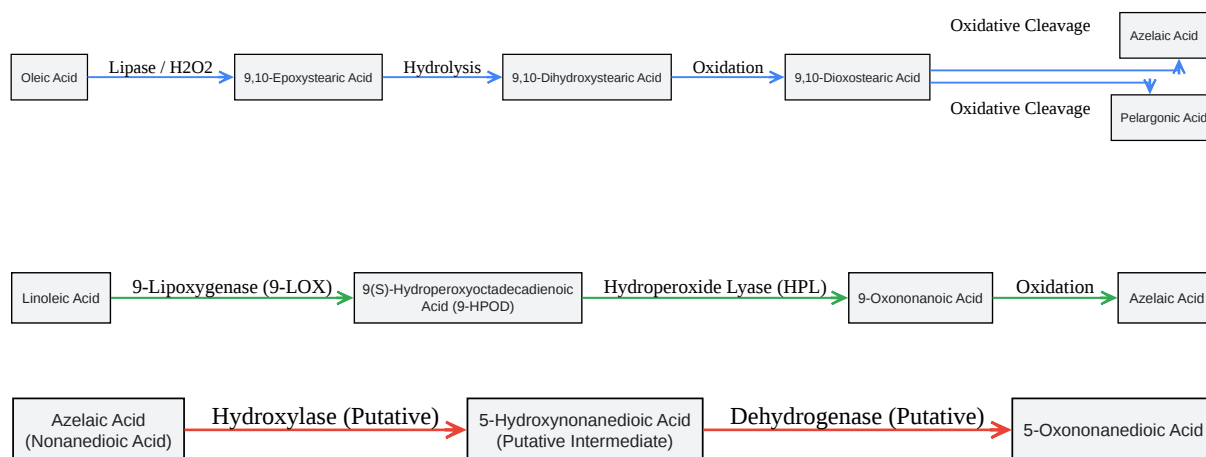 Oxidative Cleavage
Azelaic Acid
Oleic Acid
Lipase / H2O2
9,10-Epoxystearic Acid
Hydrolysis
9,10-Dihydroxystearic Acid
Oxidation
9,10-Dioxostearic Acid
Oxidative Cleavage
Pelargonic Acid
Linoleic Acid
9-Lipoxygenase (9-LOX)
9(S)-Hydroperoxyoctadecadienoic
Acid (9-HPOD)
Hydroperoxide Lyase (HPL)
9-Oxononanoic Acid
Oxidation
Azelaic Acid
Azelaic Acid
(Nonanedioic Acid)
Hydroxylase (Putative)
5-Hydroxynonanedioic Acid
(Putative Intermediate)
Dehydrogenase (Putative)
5-Oxononanedioic Acid